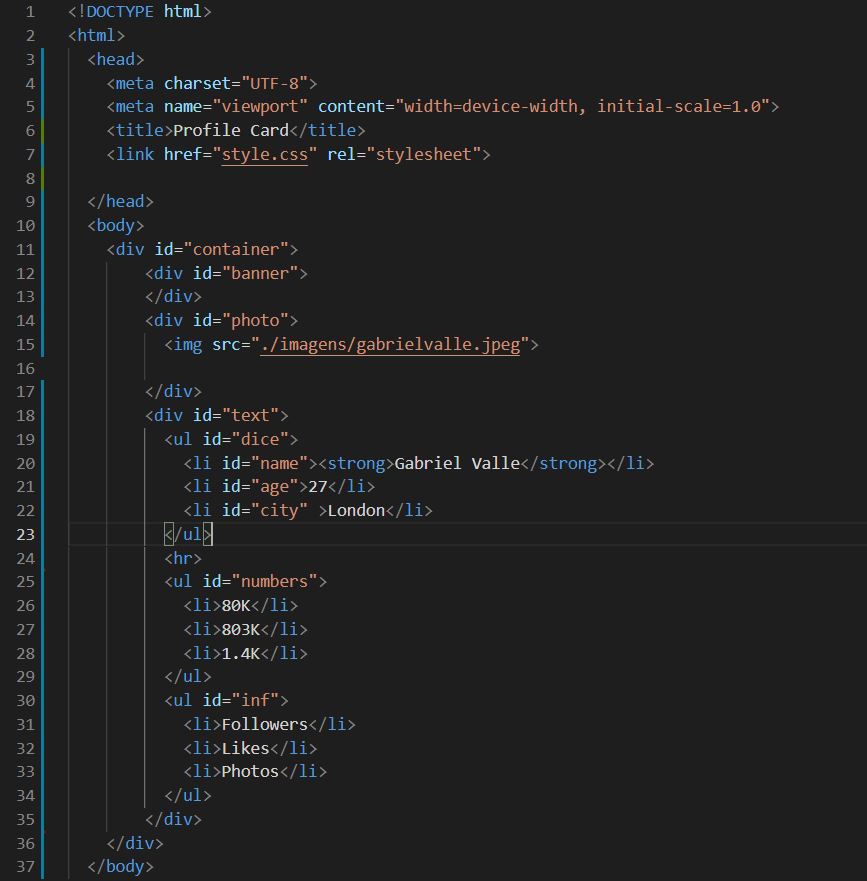 1 <!DOCTYPE html>
2 <html>
3   <head>
4     <meta charset="UTF-8">
5     <meta name="viewport" content="width=device-width, initial-scale=1.0">
6     <title>Profile Card</title>
7     <link href="style.css" rel="stylesheet">
8
9   </head>
10   <body>
11     <div id="container">
12         <div id="banner">
13         </div>
14         <div id="photo">
15           <img src="./imagens/gabrielvalle.jpeg">
16
17         </div>
18         <div id="text">
19           <ul id="dice">
20             <li id="name"><strong>Gabriel Valle</strong></li>
21             <li id="age">27</li>
22             <li id="city" >London</li>
23           </ul>
24           <hr>
25           <ul id="numbers">
26             <li>80K</li>
27             <li>803K</li>
28             <li>1.4K</li>
29           </ul>
30           <ul id="inf">
31             <li>Followers</li>
32             <li>Likes</li>
33             <li>Photos</li>
34           </ul>
35         </div>
36     </div>
37   </body>